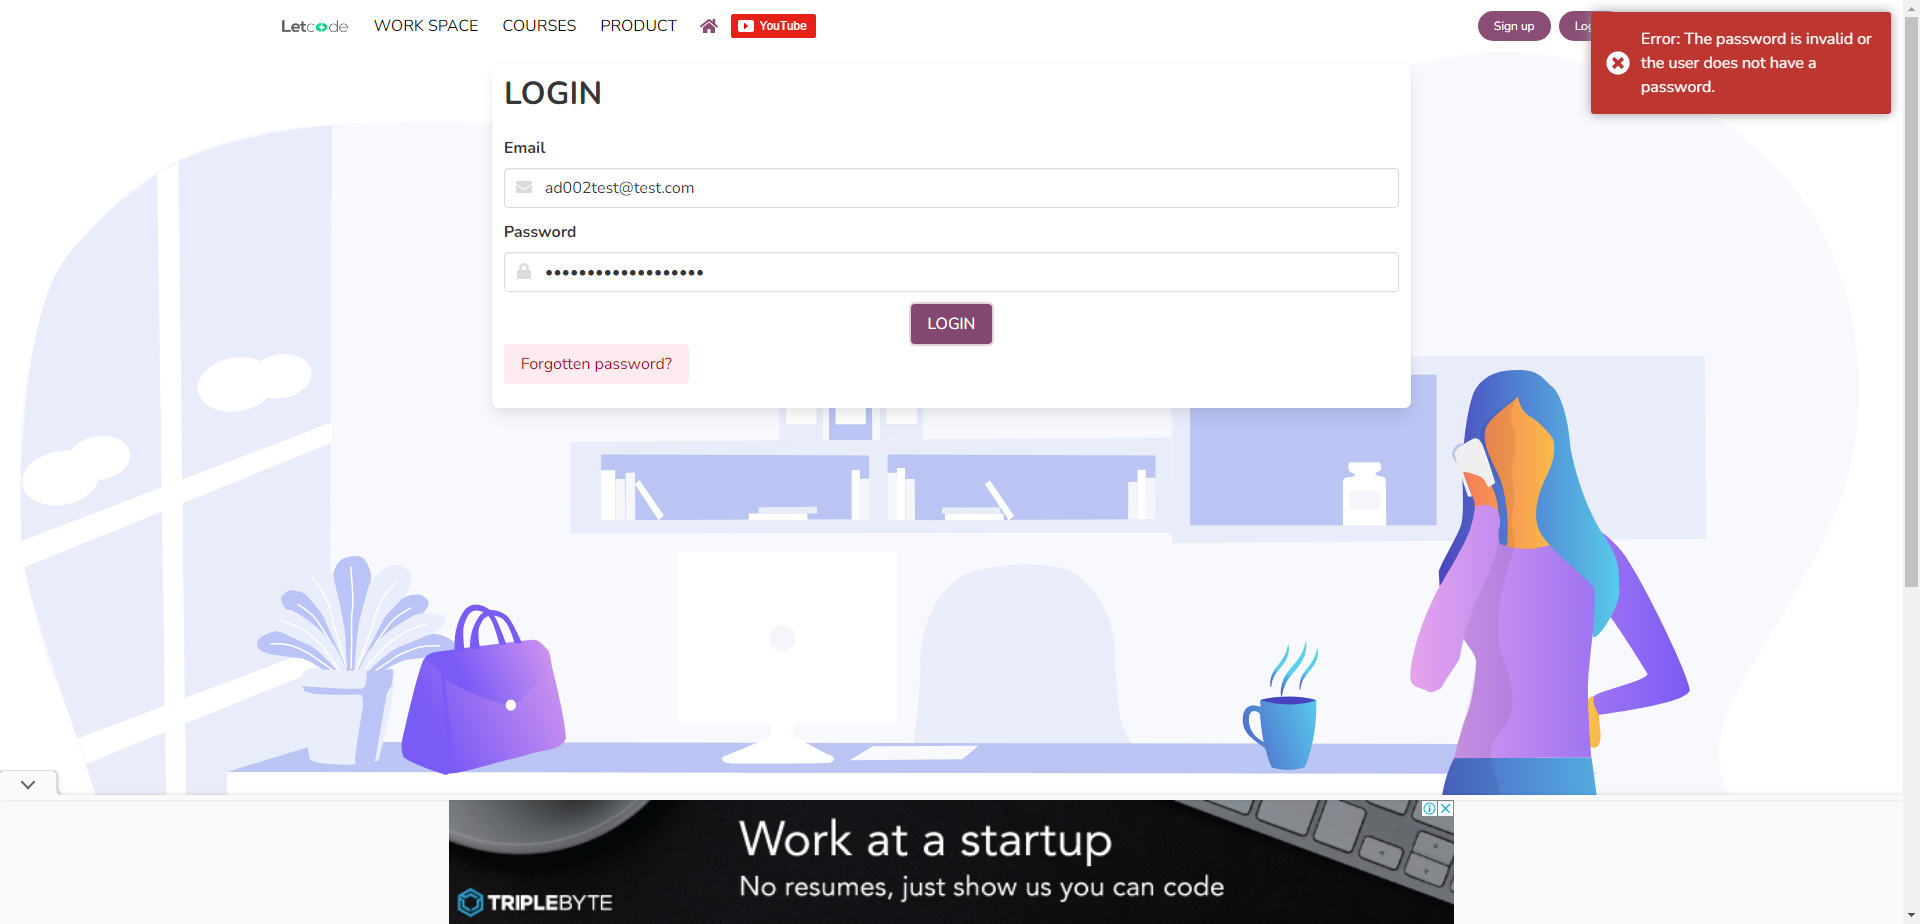 Letcode
WORK SPACE
COURSES
PRODUCT
YouTube
Sign up
Error: The password is invalid or
the user does not have a
password.
LOGIN
Email
ad002test@test.com
Password
•••••••••••••••••••
LOGIN
Forgotten password?
Work at a startup
No resumes, just show us you can code
TRIPLEBYTE